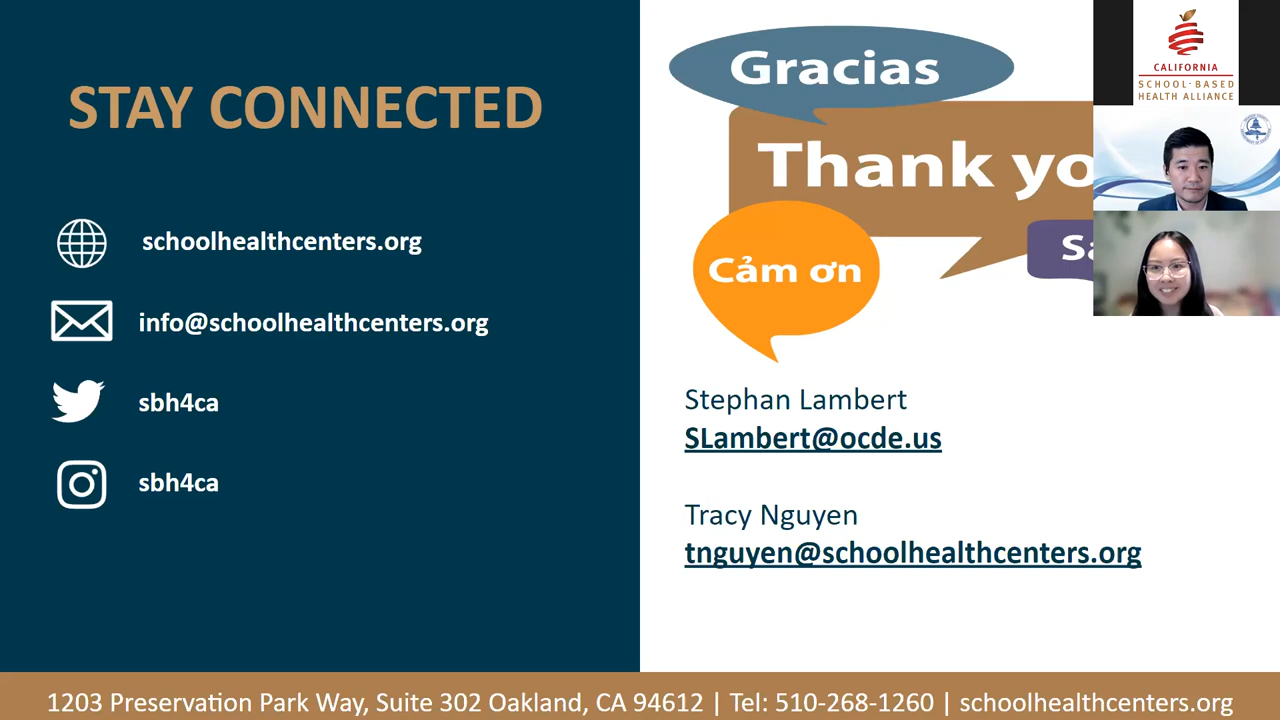 STAY CONNECTED
schoolhealthcenters.org
info@schoolhealthcenters.org
sbh4ca
sbh4ca
Gracias
Thank yo
Cảm ơn
Sa
CALIFORNIA
SCHOOL-BASED
HEALTH ALLIANCE
Stephan Lambert
SLambert@ocde.us
Tracy Nguyen
tnguyen@schoolhealthcenters.org
1203 Preservation Park Way, Suite 302 Oakland, CA 94612 | Tel: 510-268-1260 | schoolhealthcenters.org